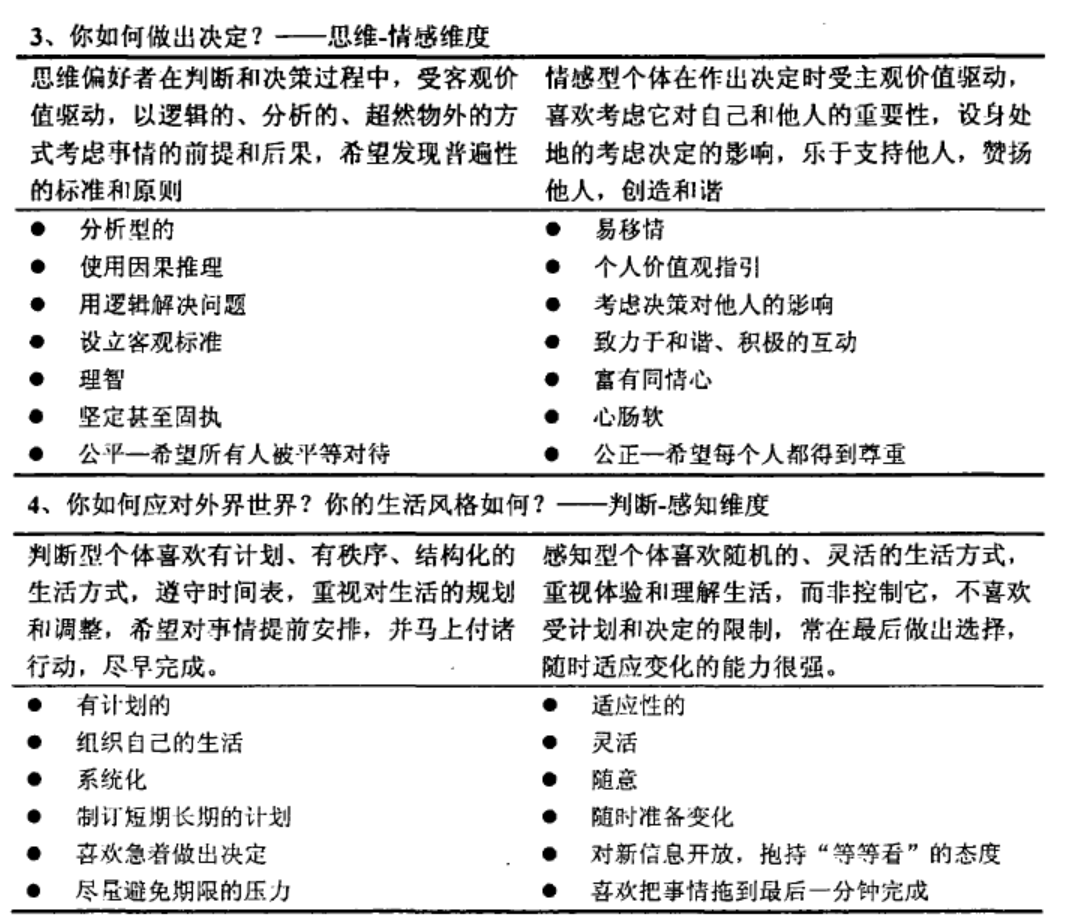 3、你如何做出决定？——思维-情感维度
思维偏好者在判断和决策过程中，受客观价
值驱动，以逻辑的、分析的、超然物外的方
式考虑事情的前提和后果，希望发现普遍性
的标准和原则
情感型个体在作出决定时受主观价值驱动，
喜欢考虑它对自己和他人的重要性，设身处
地的考虑决定的影响，乐于支持他人，赞扬
他人，创造和谐
● 分析型的
● 使用因果推理
● 用逻辑解决问题
● 设立客观标准
● 理智
● 坚定甚至固执
● 公平—希望所有人被平等对待
● 易移情
● 个人价值观指引
● 考虑决策对他人的影响
● 致力于和谐、积极的互动
● 富有同情心
● 心肠软
● 公正—希望每个人都得到尊重
4、你如何应对外界世界？你的生活风格如何？——判断-感知维度
判断型个体喜欢有计划、有秩序、结构化的
生活方式，遵守时间表，重视对生活的规划
和调整，希望对事情提前安排，并马上付诸
行动，尽早完成。
感知型个体喜欢随机的、灵活的生活方式，
重视体验和理解生活，而非控制它，不喜欢
受计划和决定的限制，常在最后做出选择，
随时适应变化的能力很强。
● 有计划的
● 组织自己的生活
● 系统化
● 制订短期长期的计划
● 喜欢急着做出决定
● 尽量避免期限的压力
● 适应性的
● 灵活
● 随意
● 随时准备变化
● 对新信息开放，抱持“等等看”的态度
● 喜欢把事情拖到最后一分钟完成